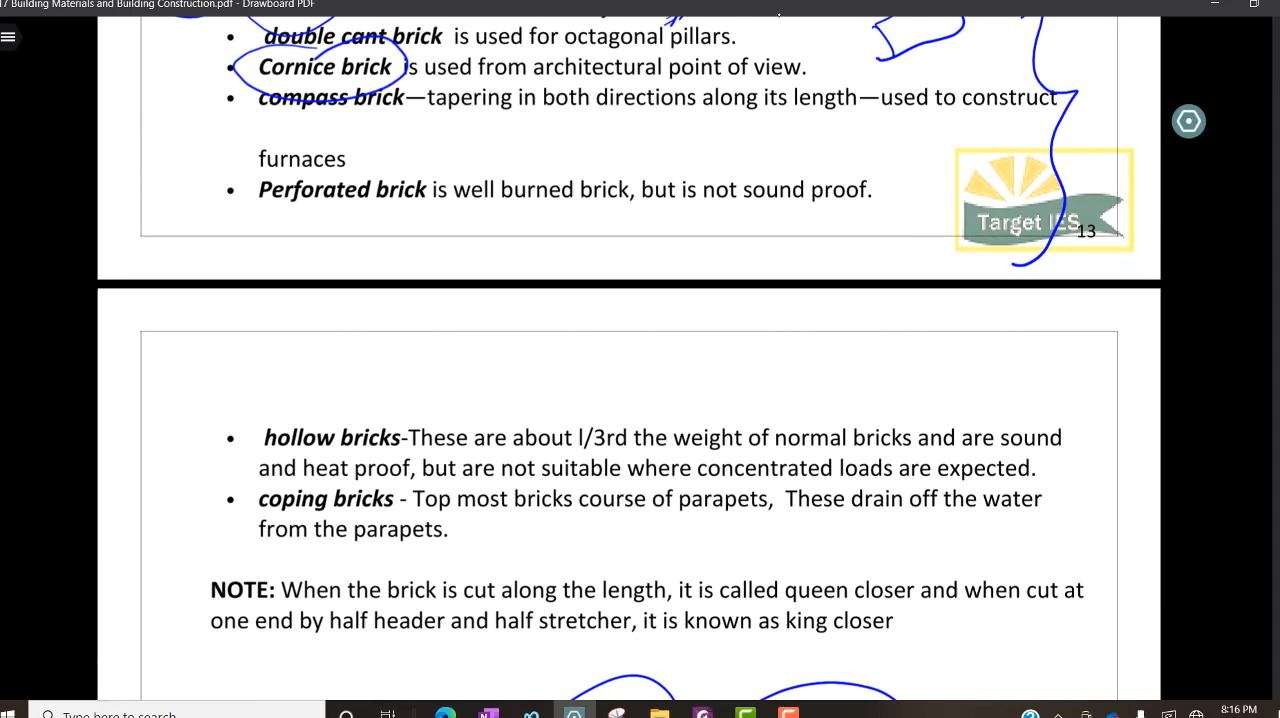 17 Building Materials and Building Construction.pdf - Drawboard PDF
• double cant brick is used for octagonal pillars.
• Cornice brick is used from architectural point of view.
• compass brick—tapering in both directions along its length—used to construct
furnaces
• Perforated brick is well burned brick, but is not sound proof.
Target IES
13
• hollow bricks-These are about l/3rd the weight of normal bricks and are sound
and heat proof, but are not suitable where concentrated loads are expected.
• coping bricks - Top most bricks course of parapets, These drain off the water
from the parapets.
NOTE: When the brick is cut along the length, it is called queen closer and when cut at
one end by half header and half stretcher, it is known as king closer
Type here to search
8:16 PM